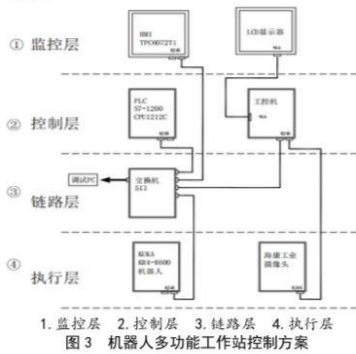 HMI
TPC8072Ti
LCD显示器
① 监控层
VGA
PLC
S7-1200
CPU1212C
工控机
② 控制层
VGA
调试PC
交换机
③
链路层
KUKA
KR4-R600
机器人
海康工业
摄像头
④
执行层
1.监控层 2.控制层 3.链路层 4.执行层
图3 机器人多功能工作站控制方案